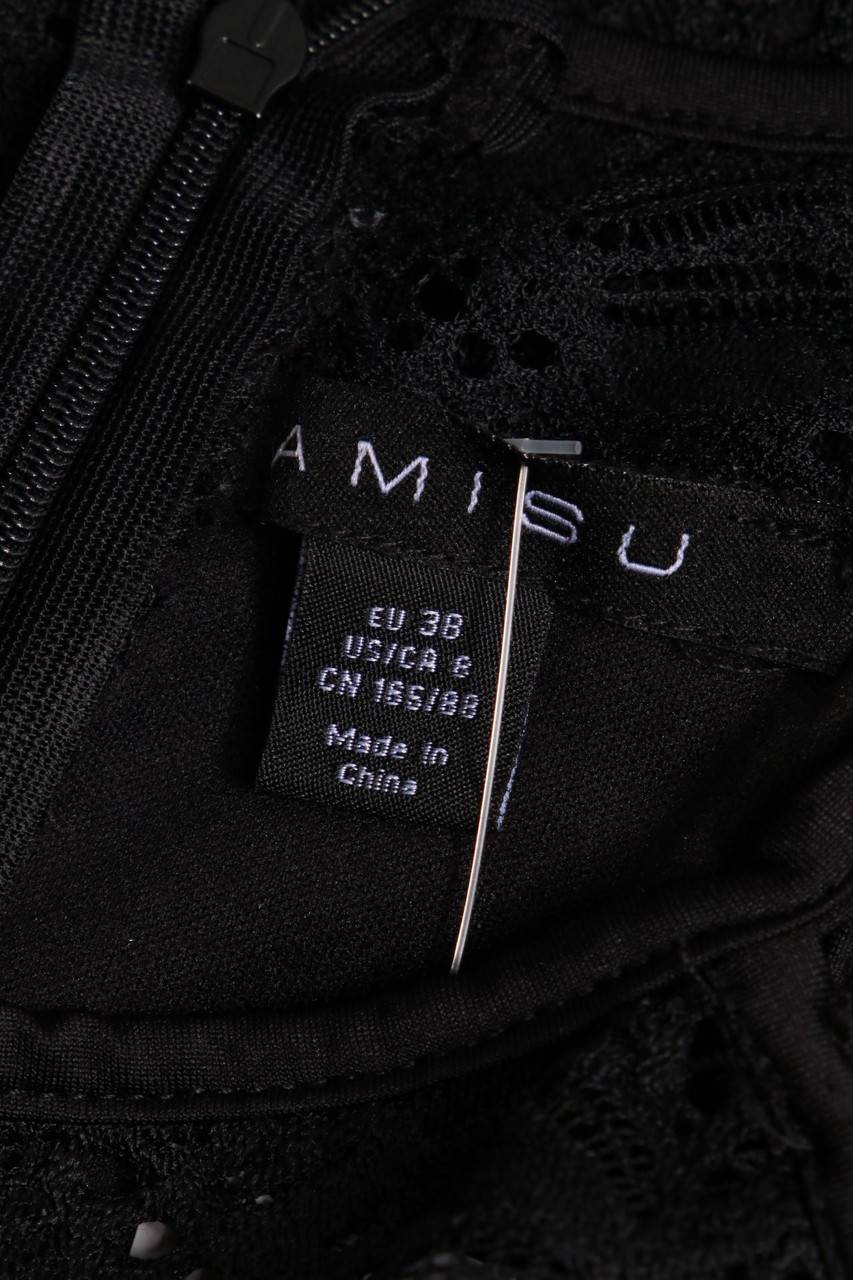 AMISU
EU 38
US/CA 8
CN 165/88
Made in
China